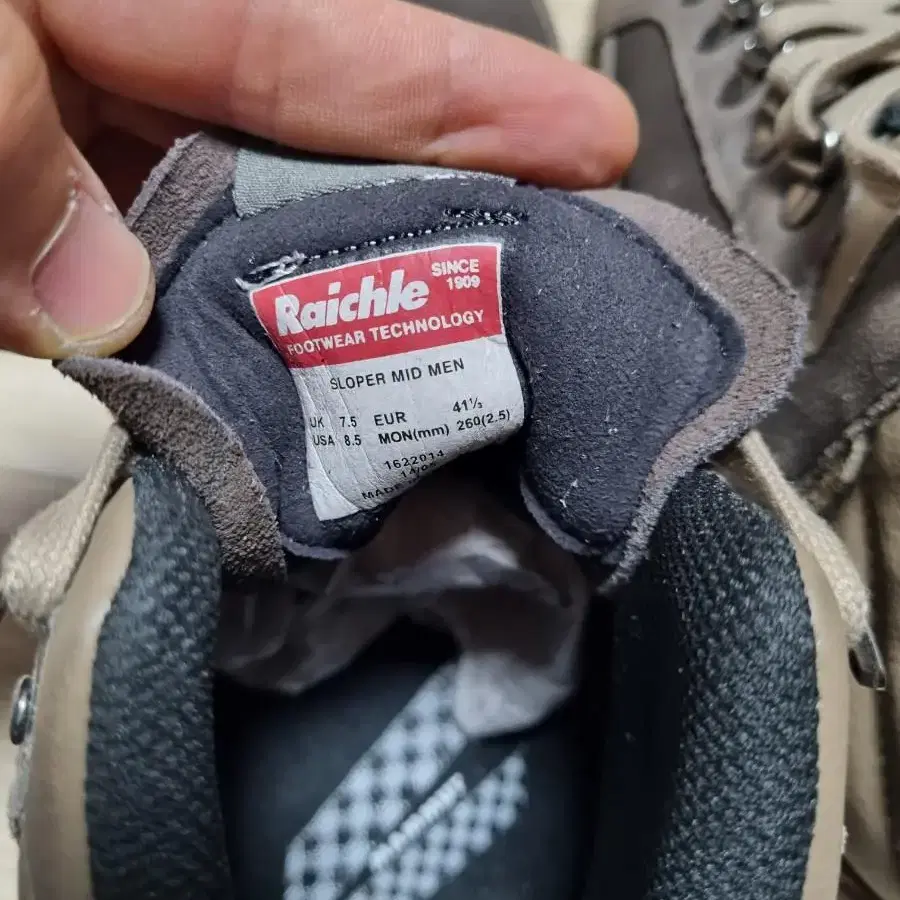 Raichle SINCE 1909
FOOTWEAR TECHNOLOGY
SLOPER MID MEN
UK 7.5 EUR 41⅓
USA 8.5 MON(mm) 260(2.5)
1622014
MADE